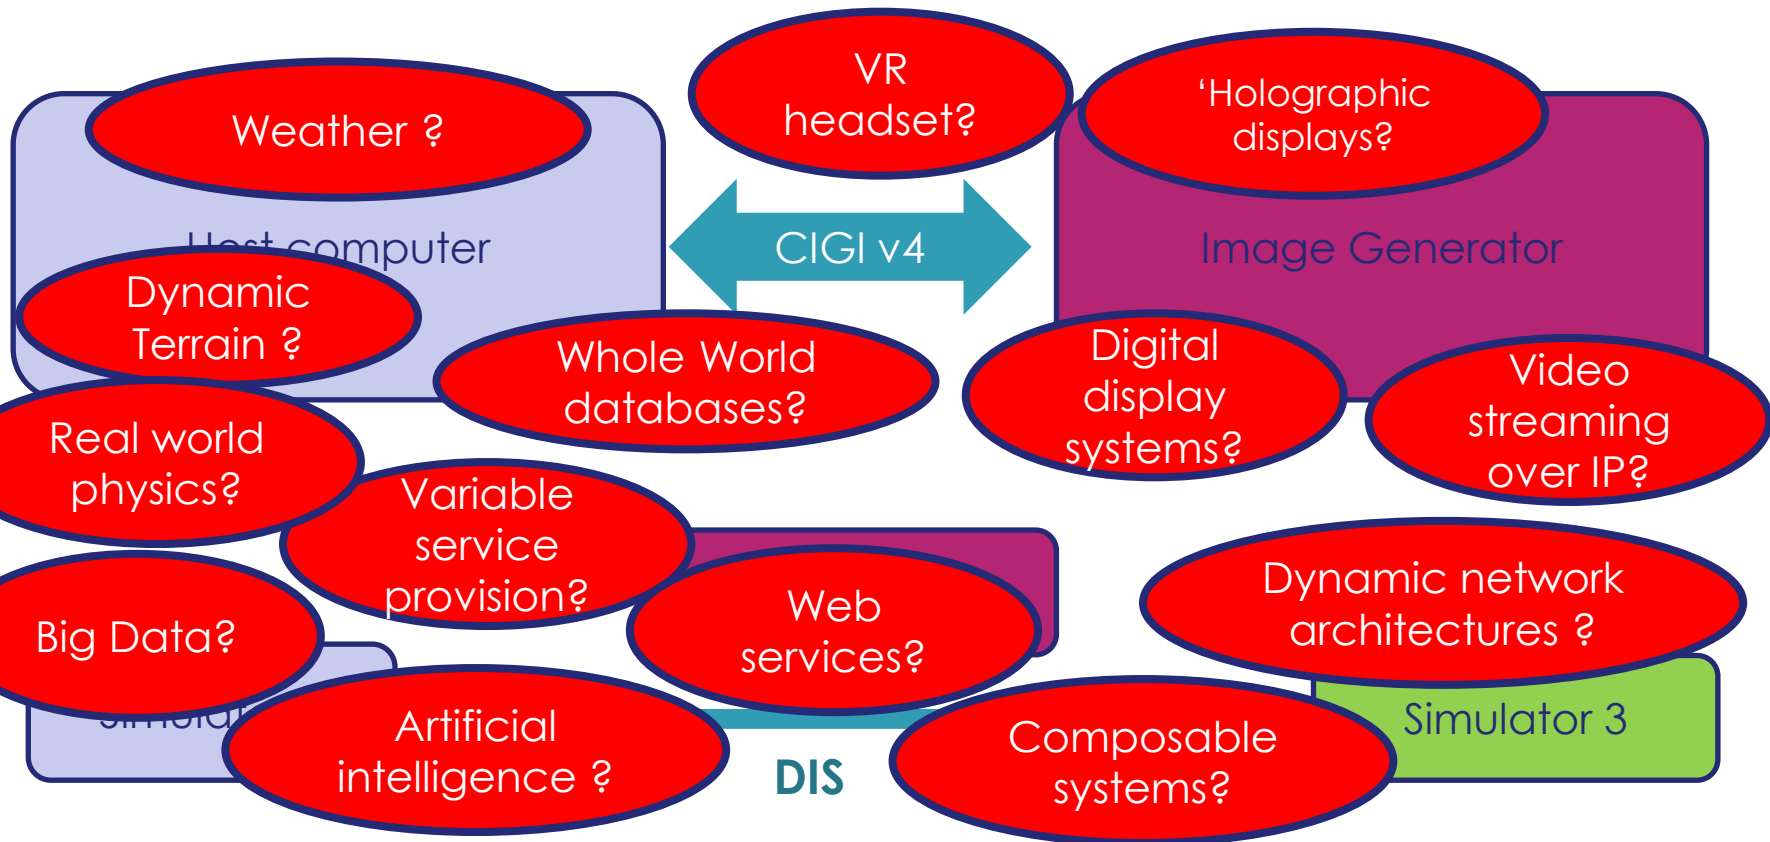 VR
headset?
‘Holographic
displays?
Weather ?
Host computer
CIGI v4
Image Generator
Dynamic
Terrain ?
Whole World
databases?
Digital
display
systems?
Video
streaming
over IP?
Real world
physics?
Variable
service
provision?
Web
services?
Dynamic network
architectures ?
Big Data?
Artificial
intelligence ?
DIS
Composable
systems?
Simulator 3